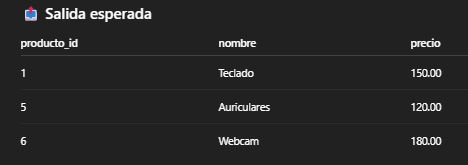 Salida esperada
producto_id nombre precio
1 Teclado 150.00
5 Auriculares 120.00
6 Webcam 180.00